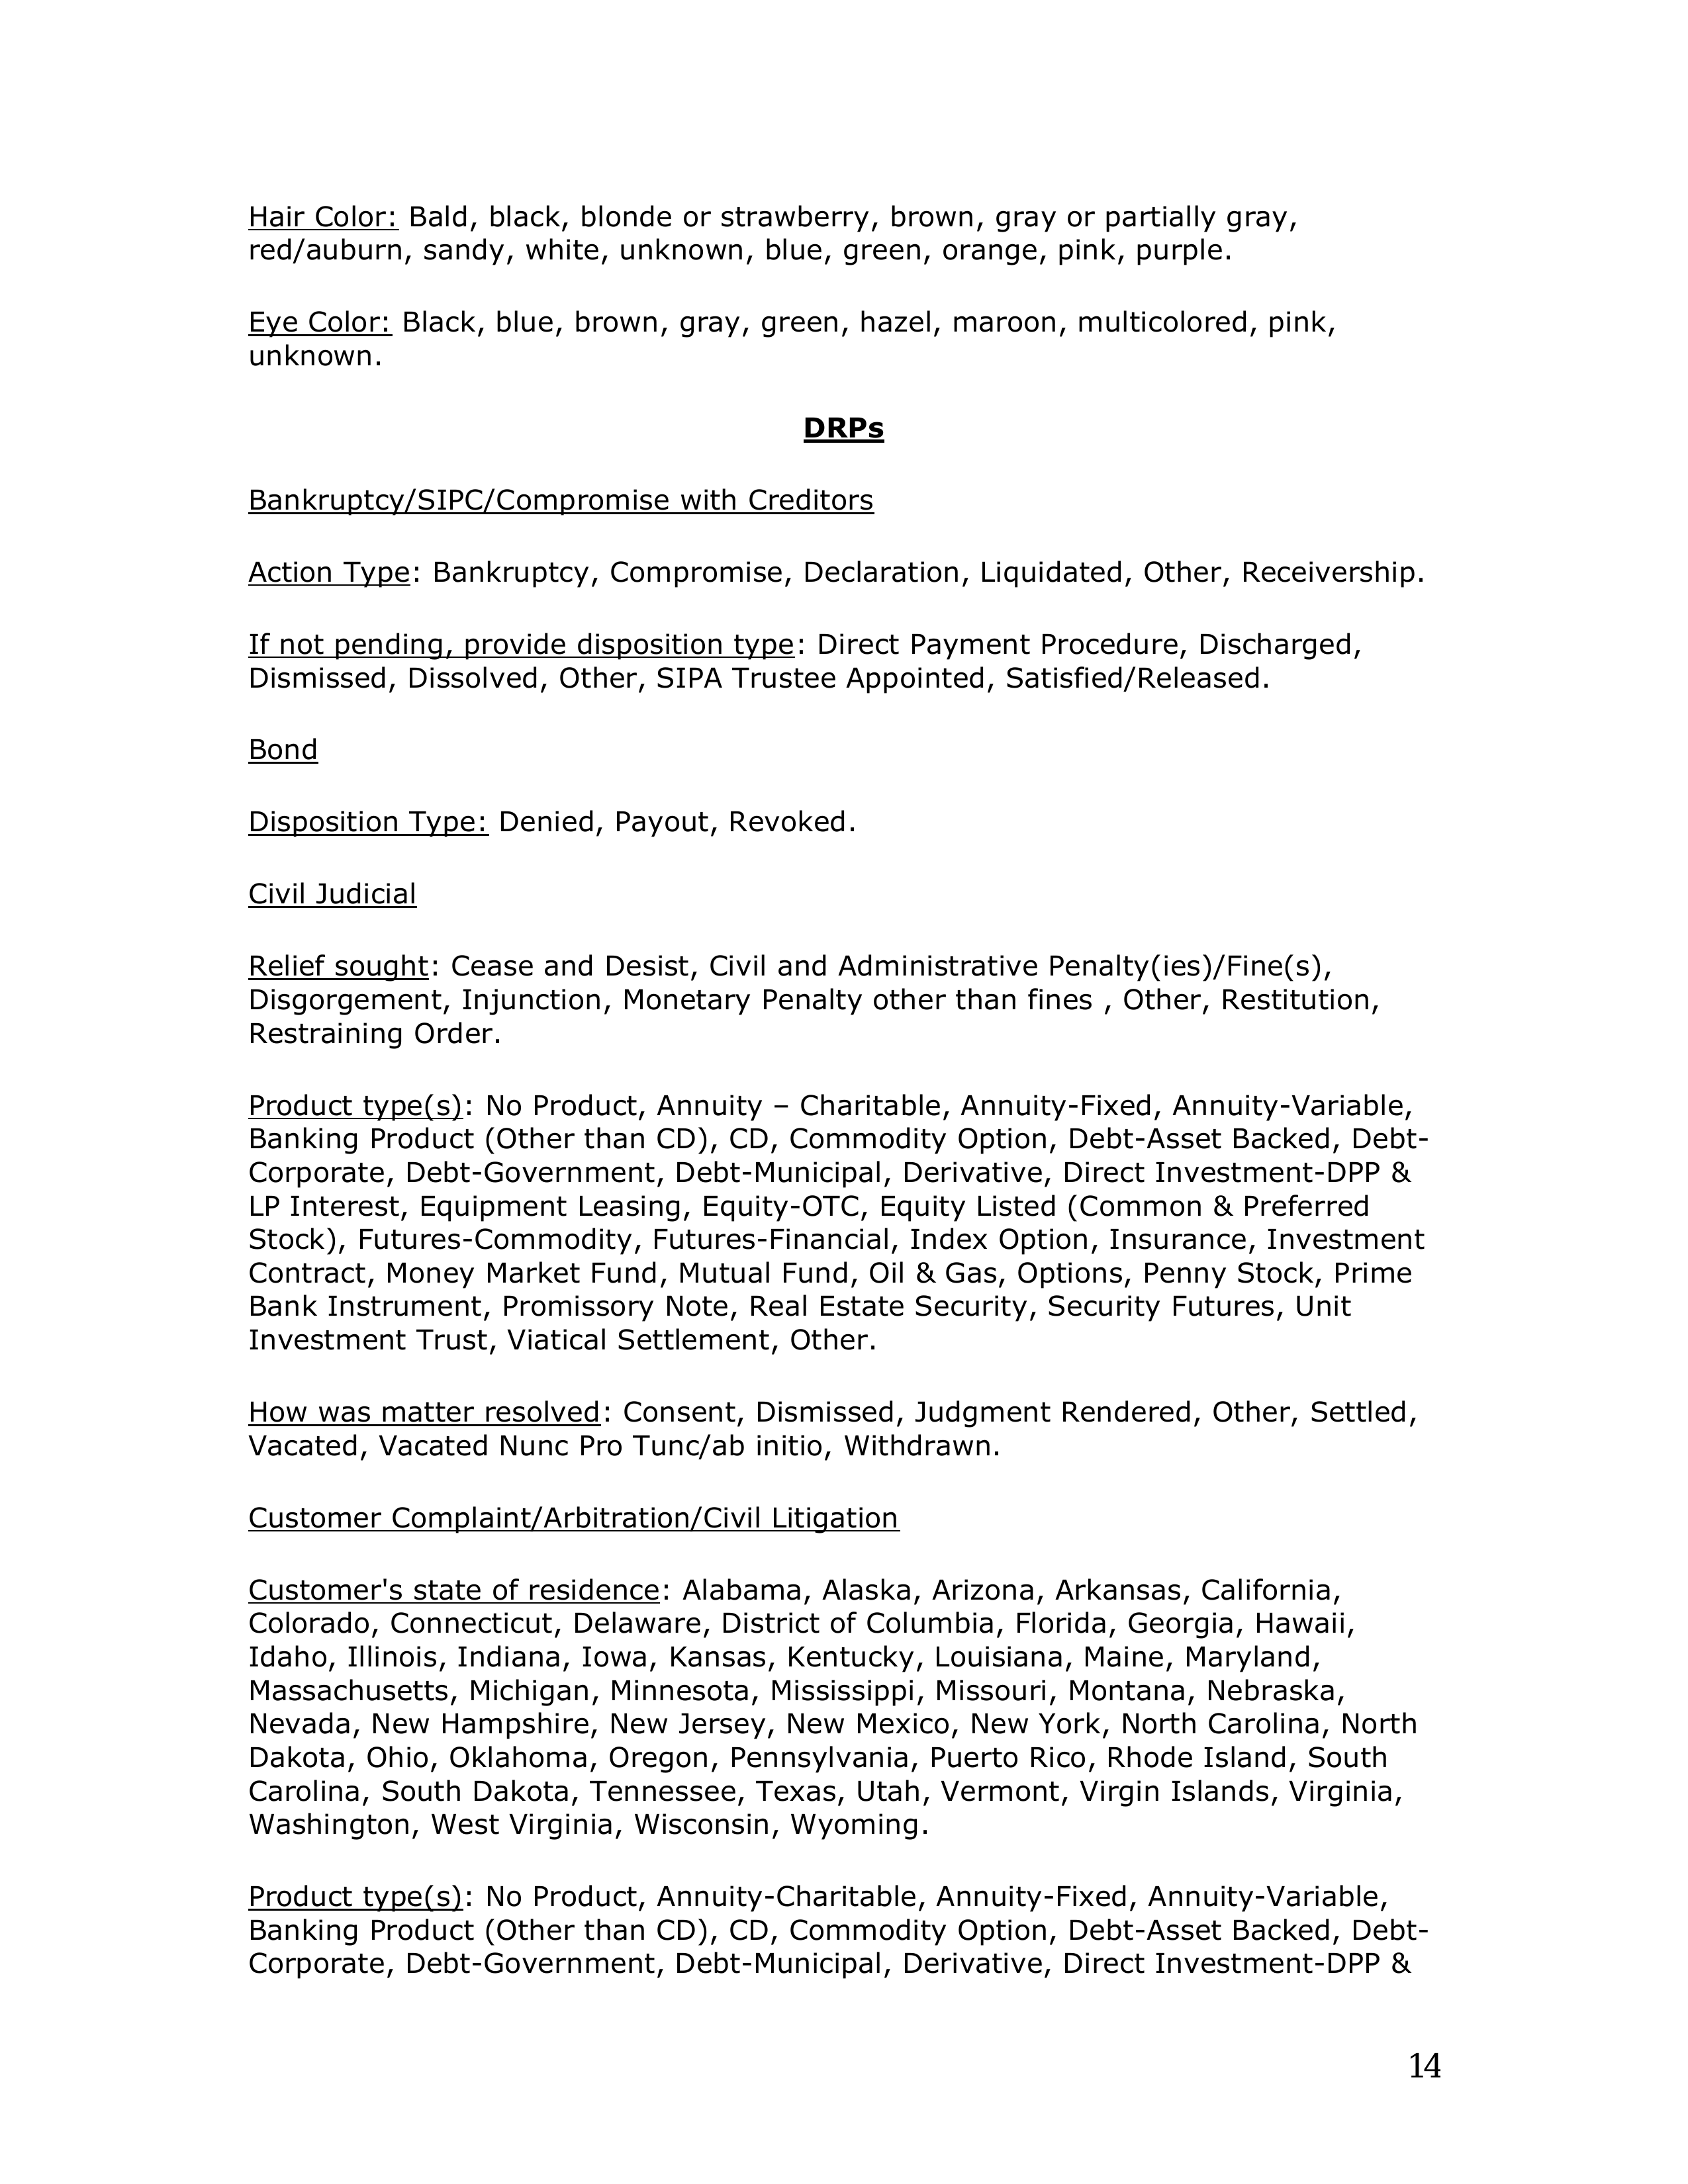 Hair Color: Bald, black, blonde or strawberry, brown, gray or partially gray,
red/auburn, sandy, white, unknown, blue, green, orange, pink, purple.
Eye Color: Black, blue, brown, gray, green, hazel, maroon, multicolored, pink,
unknown.
DRPs
Bankruptcy/SIPC/Compromise with Creditors
Action Type: Bankruptcy, Compromise, Declaration, Liquidated, Other, Receivership.
If not pending, provide disposition type: Direct Payment Procedure, Discharged,
Dismissed, Dissolved, Other, SIPA Trustee Appointed, Satisfied/Released.
Bond
Disposition Type: Denied, Payout, Revoked.
Civil Judicial
Relief sought: Cease and Desist, Civil and Administrative Penalty(ies)/Fine(s),
Disgorgement, Injunction, Monetary Penalty other than fines , Other, Restitution,
Restraining Order.
Product type(s): No Product, Annuity – Charitable, Annuity-Fixed, Annuity-Variable,
Banking Product (Other than CD), CD, Commodity Option, Debt-Asset Backed, Debt-
Corporate, Debt-Government, Debt-Municipal, Derivative, Direct Investment-DPP &
LP Interest, Equipment Leasing, Equity-OTC, Equity Listed (Common & Preferred
Stock), Futures-Commodity, Futures-Financial, Index Option, Insurance, Investment
Contract, Money Market Fund, Mutual Fund, Oil & Gas, Options, Penny Stock, Prime
Bank Instrument, Promissory Note, Real Estate Security, Security Futures, Unit
Investment Trust, Viatical Settlement, Other.
How was matter resolved: Consent, Dismissed, Judgment Rendered, Other, Settled,
Vacated, Vacated Nunc Pro Tunc/ab initio, Withdrawn.
Customer Complaint/Arbitration/Civil Litigation
Customer's state of residence: Alabama, Alaska, Arizona, Arkansas, California,
Colorado, Connecticut, Delaware, District of Columbia, Florida, Georgia, Hawaii,
Idaho, Illinois, Indiana, Iowa, Kansas, Kentucky, Louisiana, Maine, Maryland,
Massachusetts, Michigan, Minnesota, Mississippi, Missouri, Montana, Nebraska,
Nevada, New Hampshire, New Jersey, New Mexico, New York, North Carolina, North
Dakota, Ohio, Oklahoma, Oregon, Pennsylvania, Puerto Rico, Rhode Island, South
Carolina, South Dakota, Tennessee, Texas, Utah, Vermont, Virgin Islands, Virginia,
Washington, West Virginia, Wisconsin, Wyoming.
Product type(s): No Product, Annuity-Charitable, Annuity-Fixed, Annuity-Variable,
Banking Product (Other than CD), CD, Commodity Option, Debt-Asset Backed, Debt-
Corporate, Debt-Government, Debt-Municipal, Derivative, Direct Investment-DPP &
14